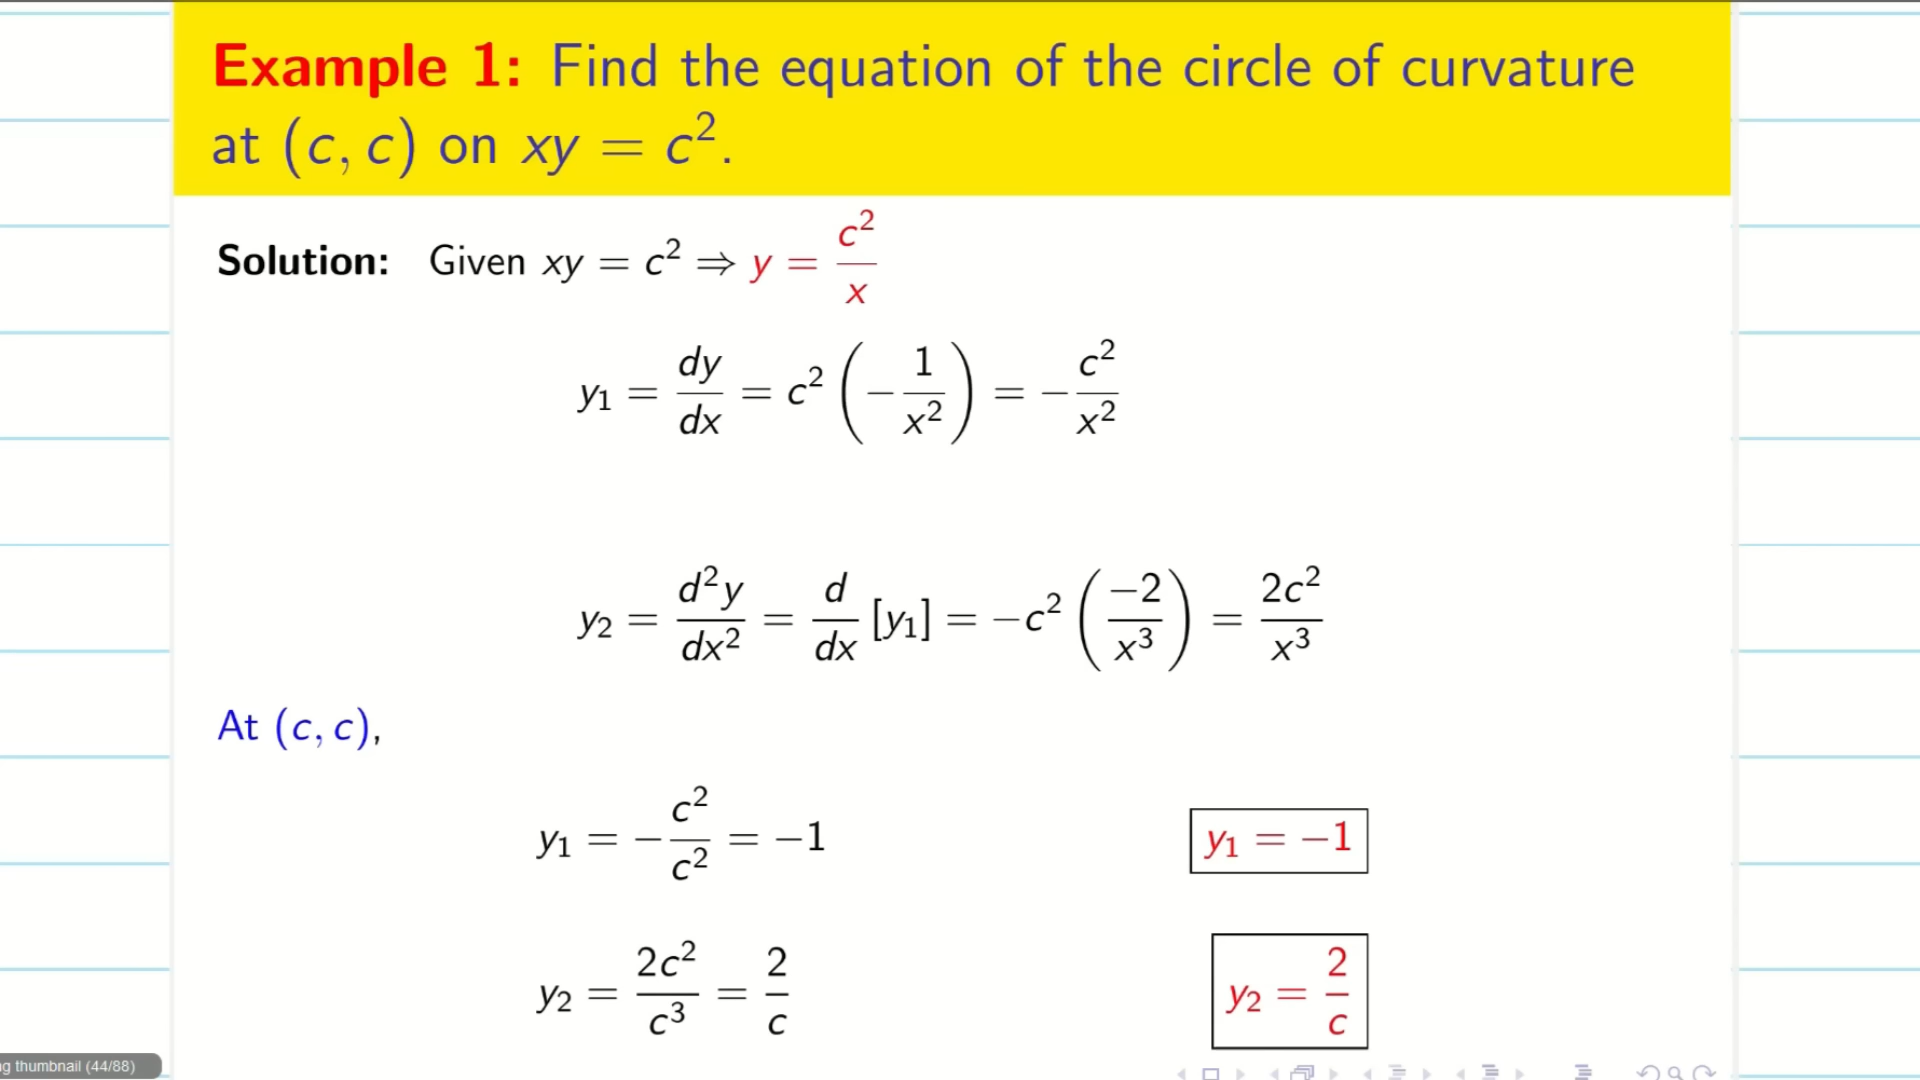 Example 1: Find the equation of the circle of curvature
at (c, c) on xy = c².
Solution: Given xy = c² ⇒ y = c²/x
y₁ = dy/dx = c² (−1/x²) = −c²/x²
y₂ = d²y/dx² = d/dx [y₁] = −c² (−2/x³) = 2c²/x³
At (c, c),
y₁ = −c²/c² = −1
y₁ = −1
y₂ = 2c²/c³ = 2/c
y₂ = 2/c
thumbnail (44/88)